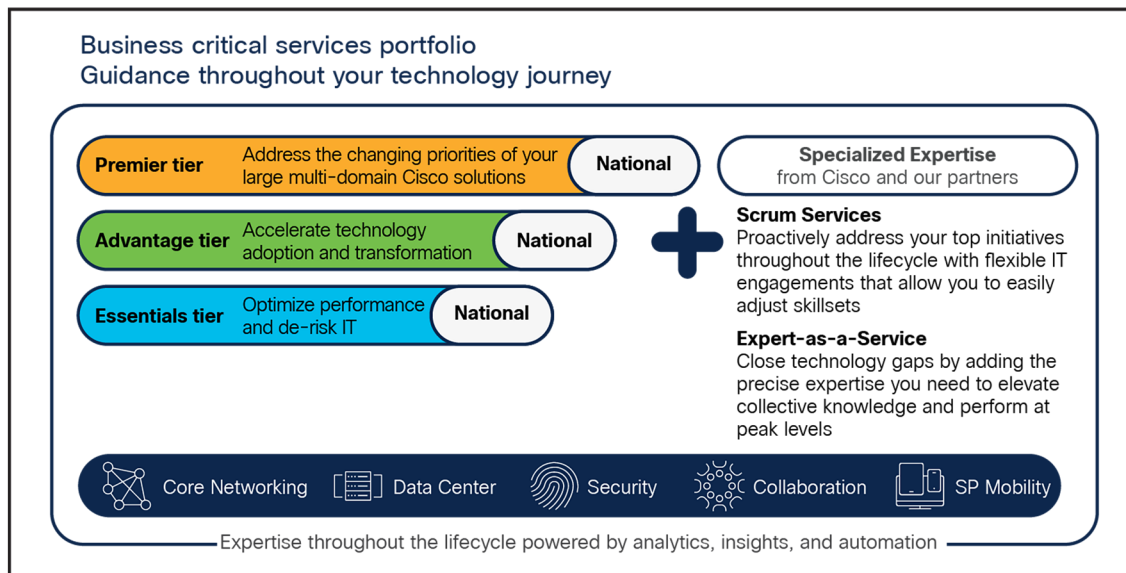 Business critical services portfolio
Guidance throughout your technology journey
Premier tier
Address the changing priorities of your
large multi-domain Cisco solutions
National
Advantage tier
Accelerate technology
adoption and transformation
National
Essentials tier
Optimize performance
and de-risk IT
National
Specialized Expertise
from Cisco and our partners
Scrum Services
Proactively address your top initiatives
throughout the lifecycle with flexible IT
engagements that allow you to easily
adjust skillsets
Expert-as-a-Service
Close technology gaps by adding the
precise expertise you need to elevate
collective knowledge and perform at
peak levels
Core Networking
Data Center
Security
Collaboration
SP Mobility
Expertise throughout the lifecycle powered by analytics, insights, and automation